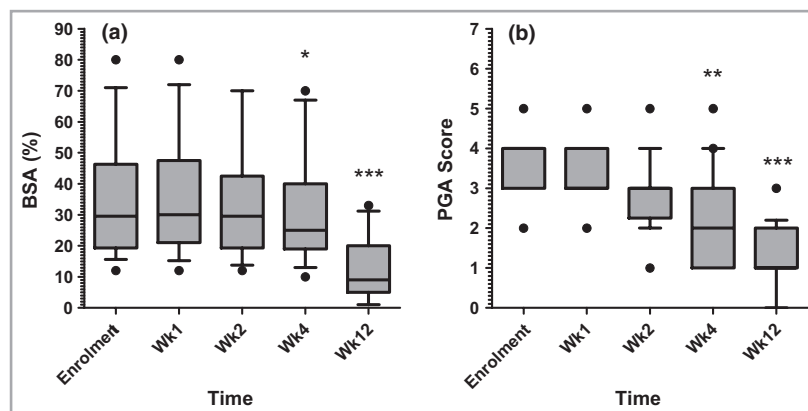 (a)
BSA (%)
90
80
70
60
50
40
30
20
10
0
*
***
Enrolment
Wk1
Wk2
Wk4
Wk12
Time
(b)
PGA Score
7
6
5
4
3
2
1
0
**
***
Enrolment
Wk1
Wk2
Wk4
Wk12
Time